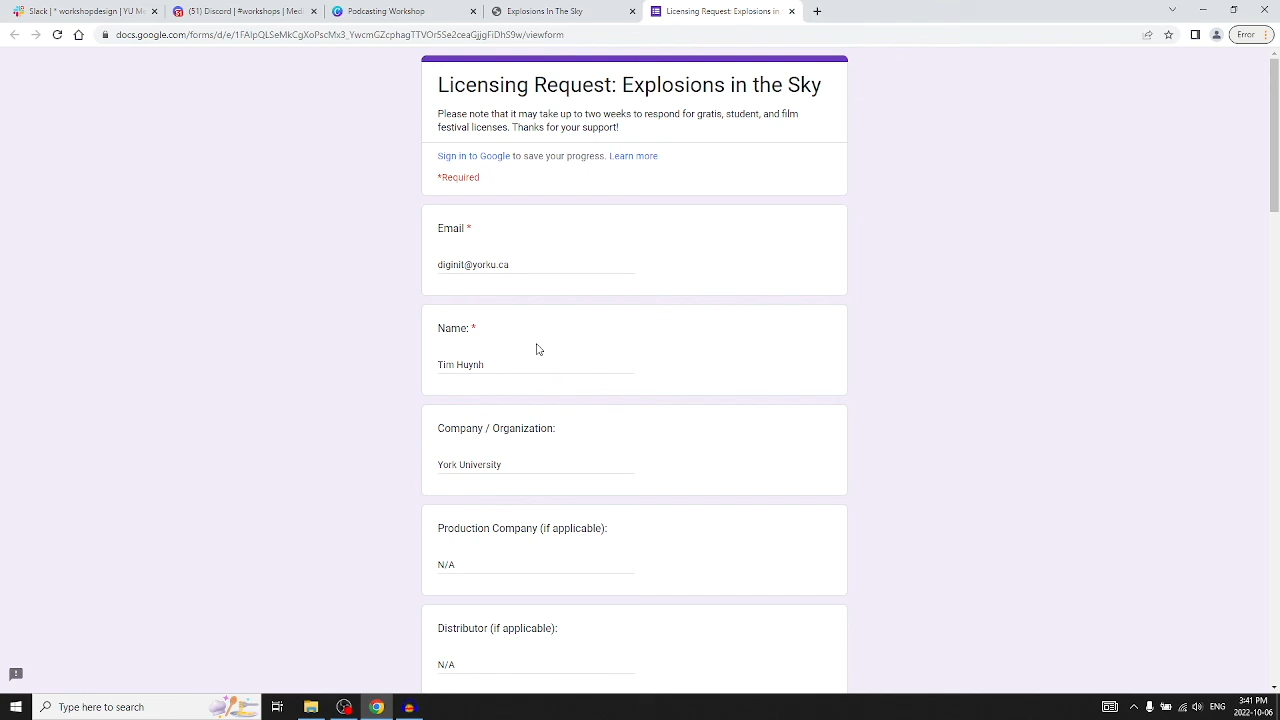 Slack | * workshopdesign | YU Me
(51) Discord | #workshops | Medi
Podcasting Workshop
Explosions In The Sky
Licensing Request: Explosions in
docs.google.com/forms/d/e/1FAIpQLSeMkCgXoPscMx3_YwcmGZcphagTTVOr5Se2ceaGjjgFiDhS9w/viewform
Error
Licensing Request: Explosions in the Sky
Please note that it may take up to two weeks to respond for gratis, student, and film
festival licenses. Thanks for your support!
Sign in to Google to save your progress. Learn more
*Required
Email *
diginit@yorku.ca
Name: *
Tim Huynh
Company / Organization:
York University
Production Company (if applicable):
N/A
Distributor (if applicable):
N/A
Type here to search
ENG
3:41 PM
2022-10-06